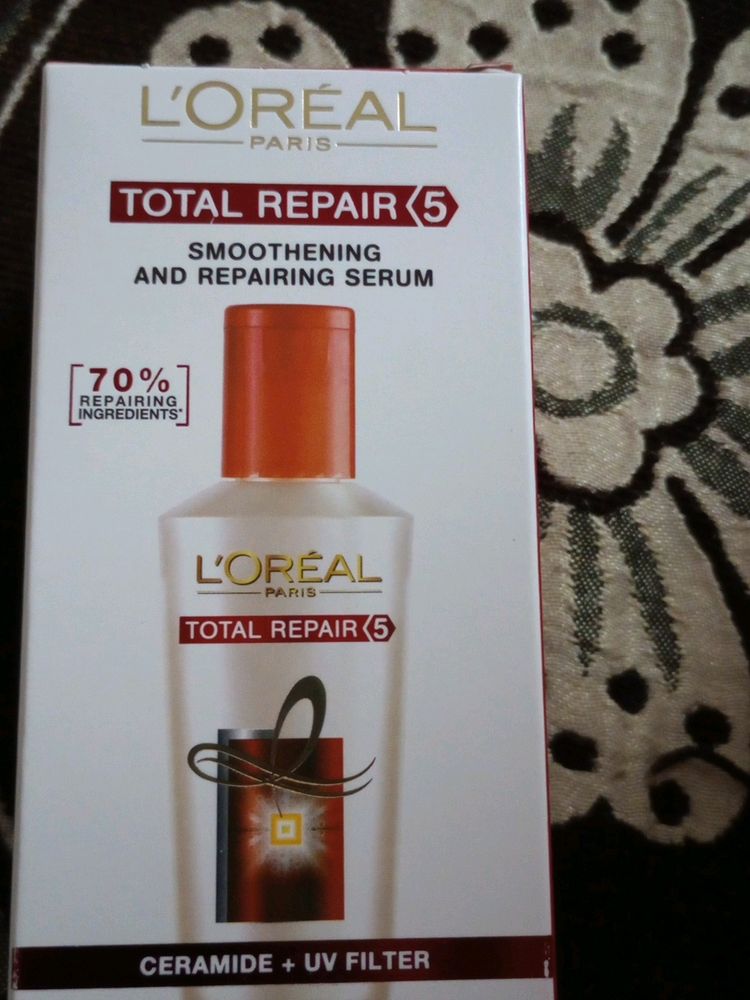 L'ORÉAL
PARIS
TOTAL REPAIR 5
SMOOTHENING
AND REPAIRING SERUM
70%
REPAIRING
INGREDIENTS*
L'ORÉAL
PARIS
TOTAL REPAIR 5
CERAMIDE + UV FILTER